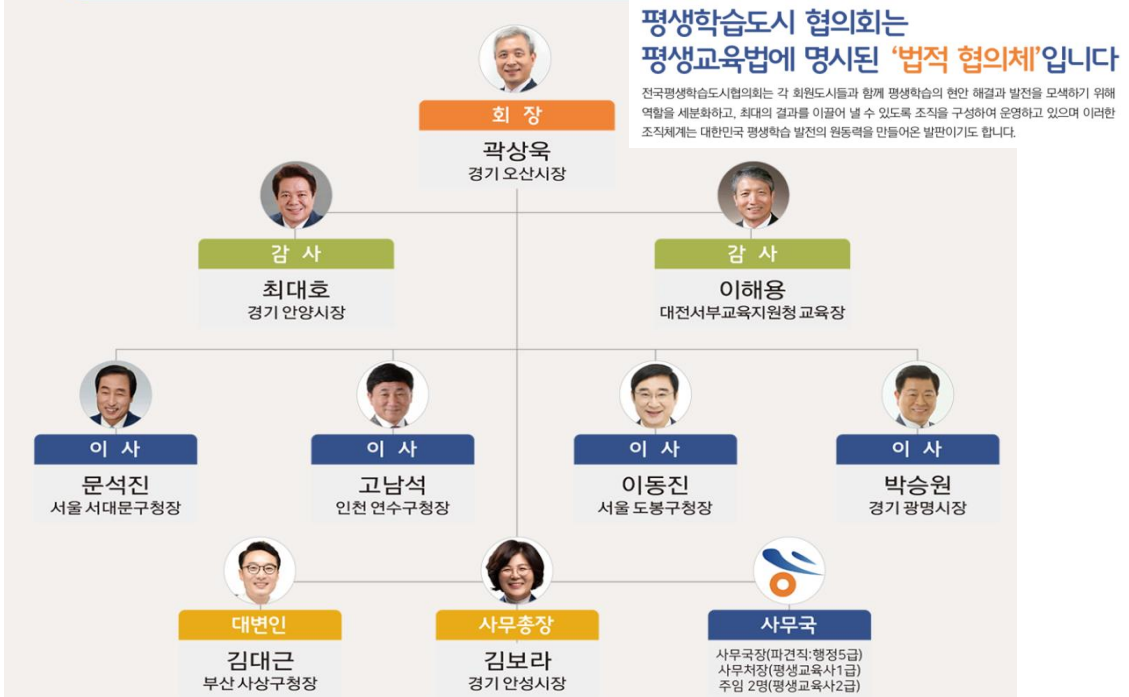 평생학습도시 협의회는
평생교육법에 명시된 '법적 협의체'입니다
전국평생학습도시협의회는 각 회원도시들과 함께 평생학습의 현안 해결과 발전을 모색하기 위해
역할을 세분화하고, 최대의 결과를 이끌어 낼 수 있도록 조직을 구성하여 운영하고 있으며 이러한
조직체계는 대한민국 평생학습 발전의 원동력을 만들어온 발판이기도 합니다.
회 장
곽상욱
경기 오산시장
감 사
최대호
경기 안양시장
감 사
이해용
대전서부교육지원청 교육장
이 사
문석진
서울 서대문구청장
이 사
고남석
인천 연수구청장
이 사
이동진
서울 도봉구청장
이 사
박승원
경기 광명시장
대변인
김대근
부산 사상구청장
사무총장
김보라
경기 안성시장
사무국
사무국장(파견직:행정5급)
사무처장(평생교육사1급)
주임 2명(평생교육사2급)